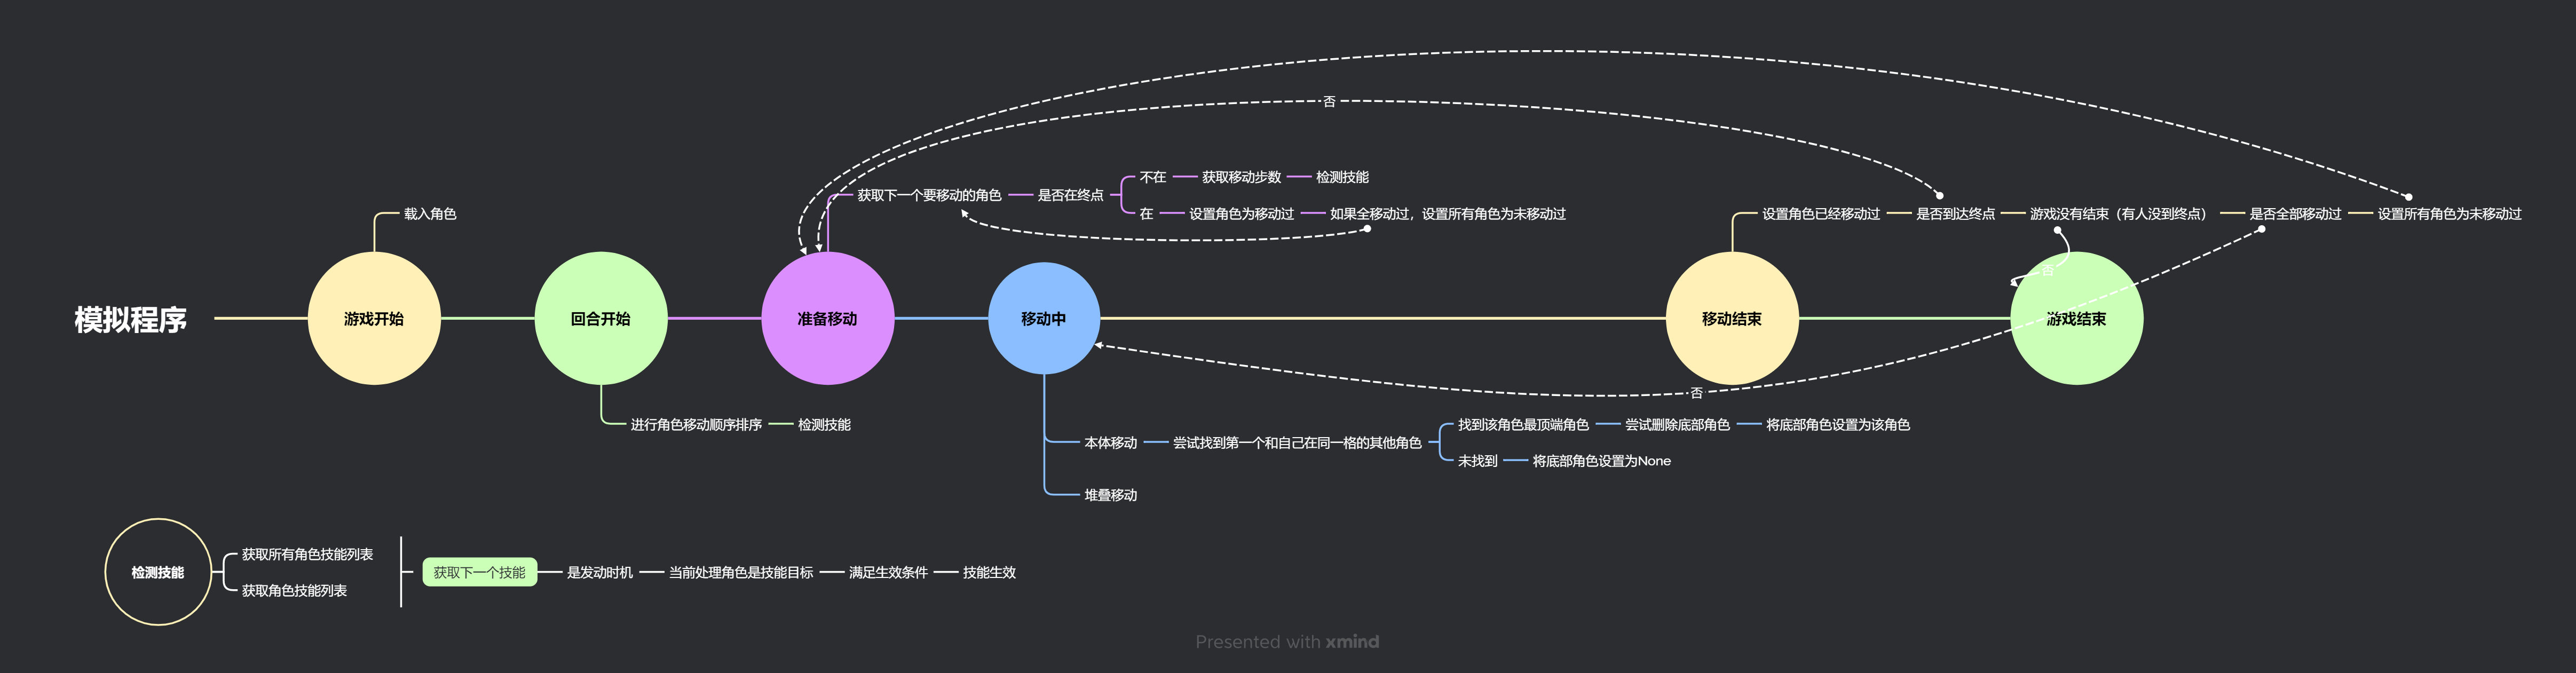 否
不在
获取移动步数
检测技能
获取下一个要移动的角色
是否在终点
在
设置角色为移动过
如果全移动过，设置所有角色为未移动过
载入角色
设置角色已经移动过
是否到达终点
游戏没有结束（有人没到终点）
是否全部移动过
设置所有角色为未移动过
否
模拟程序
游戏开始
回合开始
准备移动
移动中
移动结束
游戏结束
否
进行角色移动顺序排序
检测技能
找到该角色最顶端角色
尝试删除底部角色
将底部角色设置为该角色
本体移动
尝试找到第一个和自己在同一格的其他角色
未找到
将底部角色设置为None
堆叠移动
获取所有角色技能列表
检测技能
获取下一个技能
是发动时机
当前处理角色是技能目标
满足生效条件
技能生效
获取角色技能列表
Presented with xmind